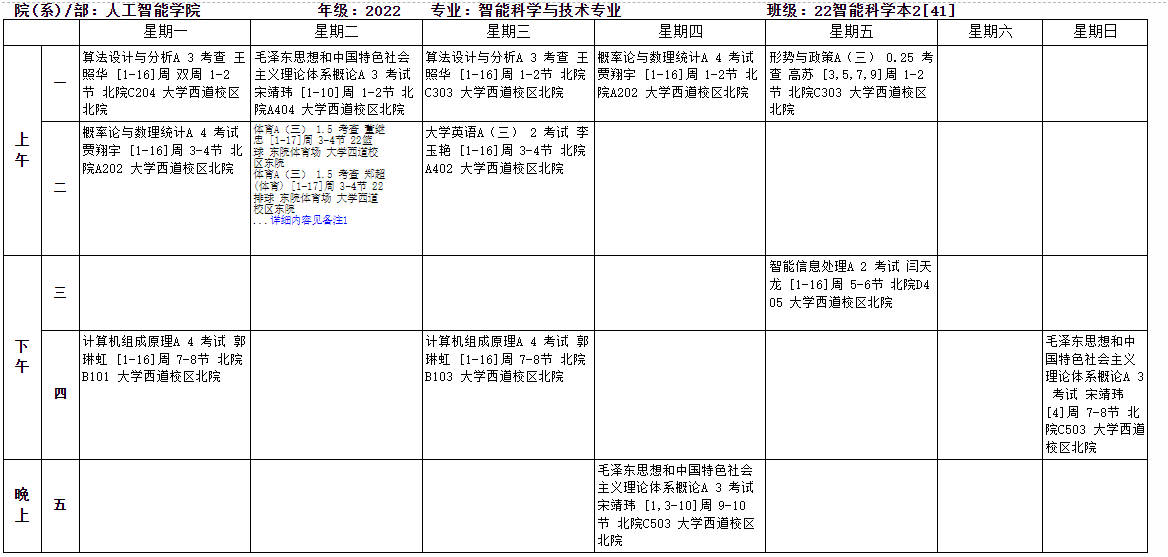 院(系)/部：人工智能学院 年级：2022 专业：智能科学与技术专业 班级：22智能科学本2[41]
星期一 星期二 星期三 星期四 星期五 星期六 星期日
上午
一
算法设计与分析A 3 考查 王
照华 [1-16]周 双周 1-2
节 北院C204 大学西道校区
北院
毛泽东思想和中国特色社会
主义理论体系概论A 3 考试
宋靖玮 [1-10]周 1-2节 北
院A404 大学西道校区北院
算法设计与分析A 3 考查 王
照华 [1-16]周 1-2节 北院
C303 大学西道校区北院
概率论与数理统计A 4 考试
贾翔宇 [1-16]周 1-2节 北
院A202 大学西道校区北院
形势与政策A（三） 0.25 考
查 高苏 [3,5,7,9]周 1-2
节 北院C303 大学西道校区
北院
二
概率论与数理统计A 4 考试
贾翔宇 [1-16]周 3-4节 北
院A202 大学西道校区北院
体育A（三） 1.5 考查 董继
忠 [1-17]周 3-4节 22篮
球 东院体育场 大学西道校
区东院
体育A（三） 1.5 考查 郑超
(体育) [1-17]周 3-4节 22
排球 东院体育场 大学西道
校区东院
...详细内容见备注1
大学英语A（三） 2 考试 李
玉艳 [1-16]周 3-4节 北院
A402 大学西道校区北院
下午
三
智能信息处理A 2 考试 闫天
龙 [1-16]周 5-6节 北院D4
05 大学西道校区北院
四
计算机组成原理A 4 考试 郭
琳虹 [1-16]周 7-8节 北院
B101 大学西道校区北院
计算机组成原理A 4 考试 郭
琳虹 [1-16]周 7-8节 北院
B103 大学西道校区北院
毛泽东思想和中
国特色社会主义
理论体系概论A 3
考试 宋靖玮
[4]周 7-8节 北
院C503 大学西道
校区北院
晚上
五
毛泽东思想和中国特色社会
主义理论体系概论A 3 考试
宋靖玮 [1,3-10]周 9-10
节 北院C503 大学西道校区
北院